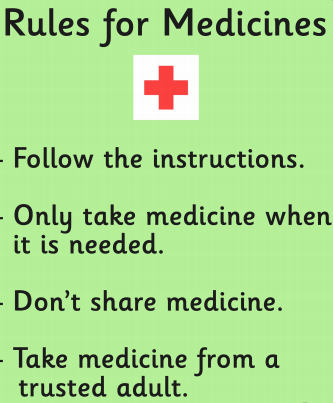 Rules for Medicines
- Follow the instructions.
- Only take medicine when
it is needed.
- Don't share medicine.
- Take medicine from a
trusted adult.